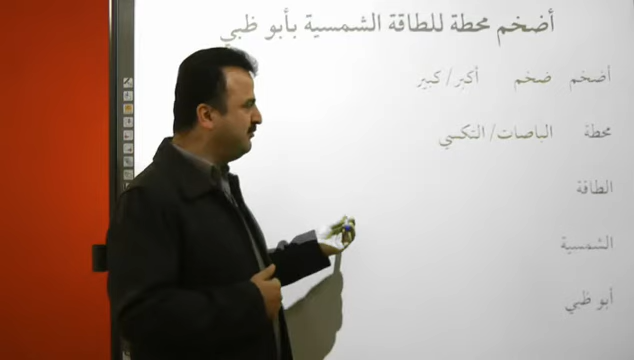 أضخم محطة للطاقة الشمسية بأبو ظبي
أضخم ضخم أكبر/كبير
محطة الباصات/التكسي
الطاقة
الشمسية
أبو ظبي